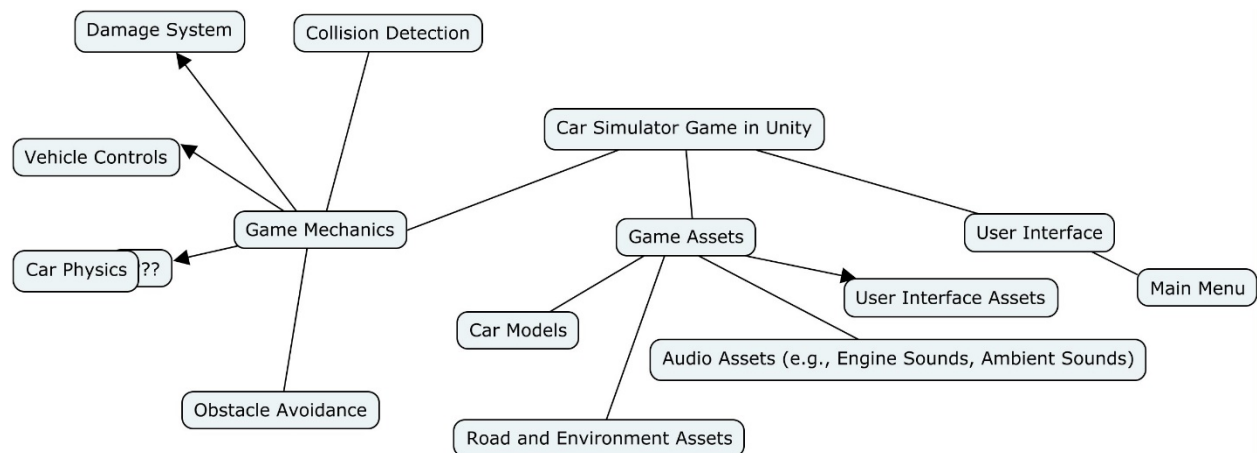 Damage System
Collision Detection
Car Simulator Game in Unity
Vehicle Controls
Game Mechanics
Game Assets
User Interface
Car Physics
??
User Interface Assets
Main Menu
Car Models
Audio Assets (e.g., Engine Sounds, Ambient Sounds)
Obstacle Avoidance
Road and Environment Assets